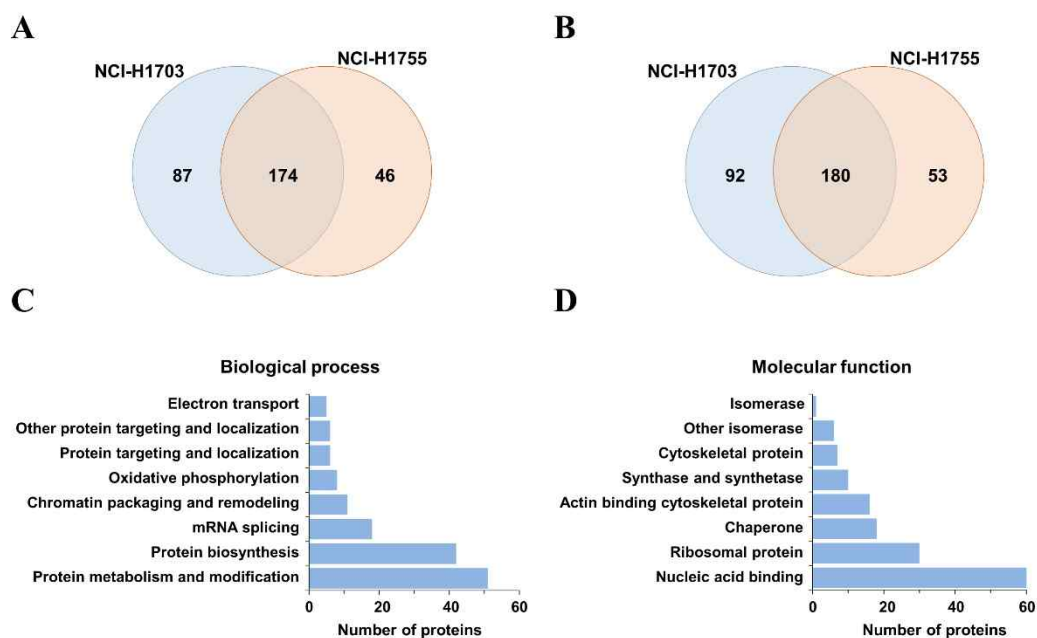 A
NCI-H1703
NCI-H1755
87
174
46
B
NCI-H1703
NCI-H1755
92
180
53
C
Biological process
Electron transport
Other protein targeting and localization
Protein targeting and localization
Oxidative phosphorylation
Chromatin packaging and remodeling
mRNA splicing
Protein biosynthesis
Protein metabolism and modification
0 20 40 60
Number of proteins
D
Molecular function
Isomerase
Other isomerase
Cytoskeletal protein
Synthase and synthetase
Actin binding cytoskeletal protein
Chaperone
Ribosomal protein
Nucleic acid binding
0 20 40 60
Number of proteins